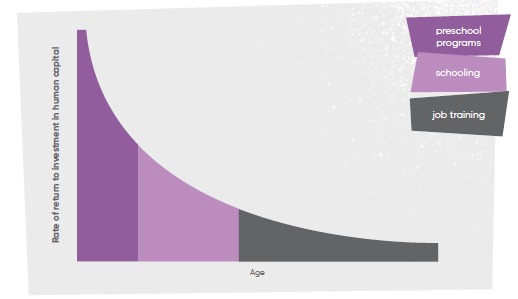 Rate of return to investment in human capital
preschool
programs
schooling
job training
Age